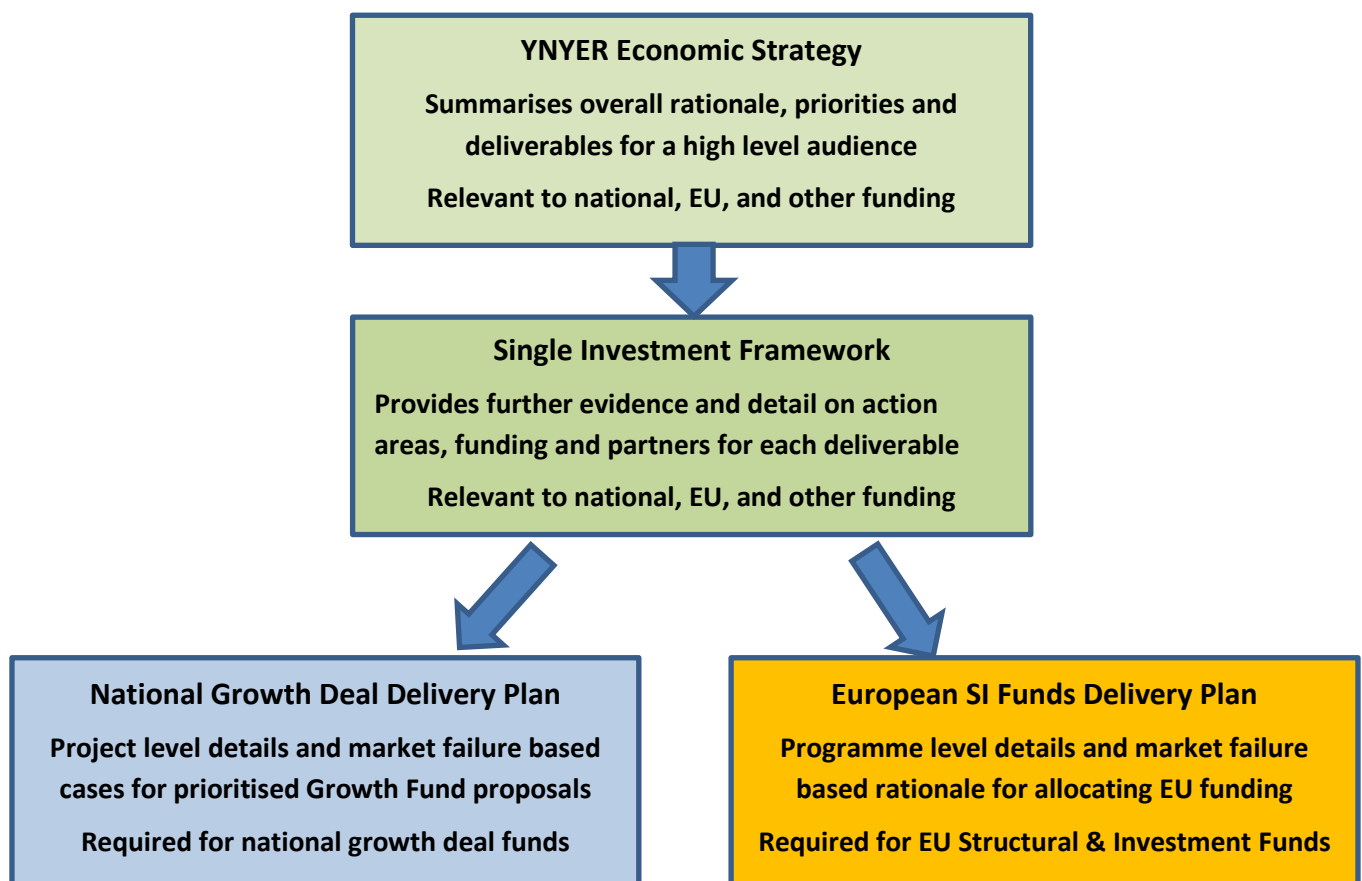 YNYER Economic Strategy
Summarises overall rationale, priorities and
deliverables for a high level audience
Relevant to national, EU, and other funding
Single Investment Framework
Provides further evidence and detail on action
areas, funding and partners for each deliverable
Relevant to national, EU, and other funding
National Growth Deal Delivery Plan
Project level details and market failure based
cases for prioritised Growth Fund proposals
Required for national growth deal funds
European SI Funds Delivery Plan
Programme level details and market failure
based rationale for allocating EU funding
Required for EU Structural & Investment Funds